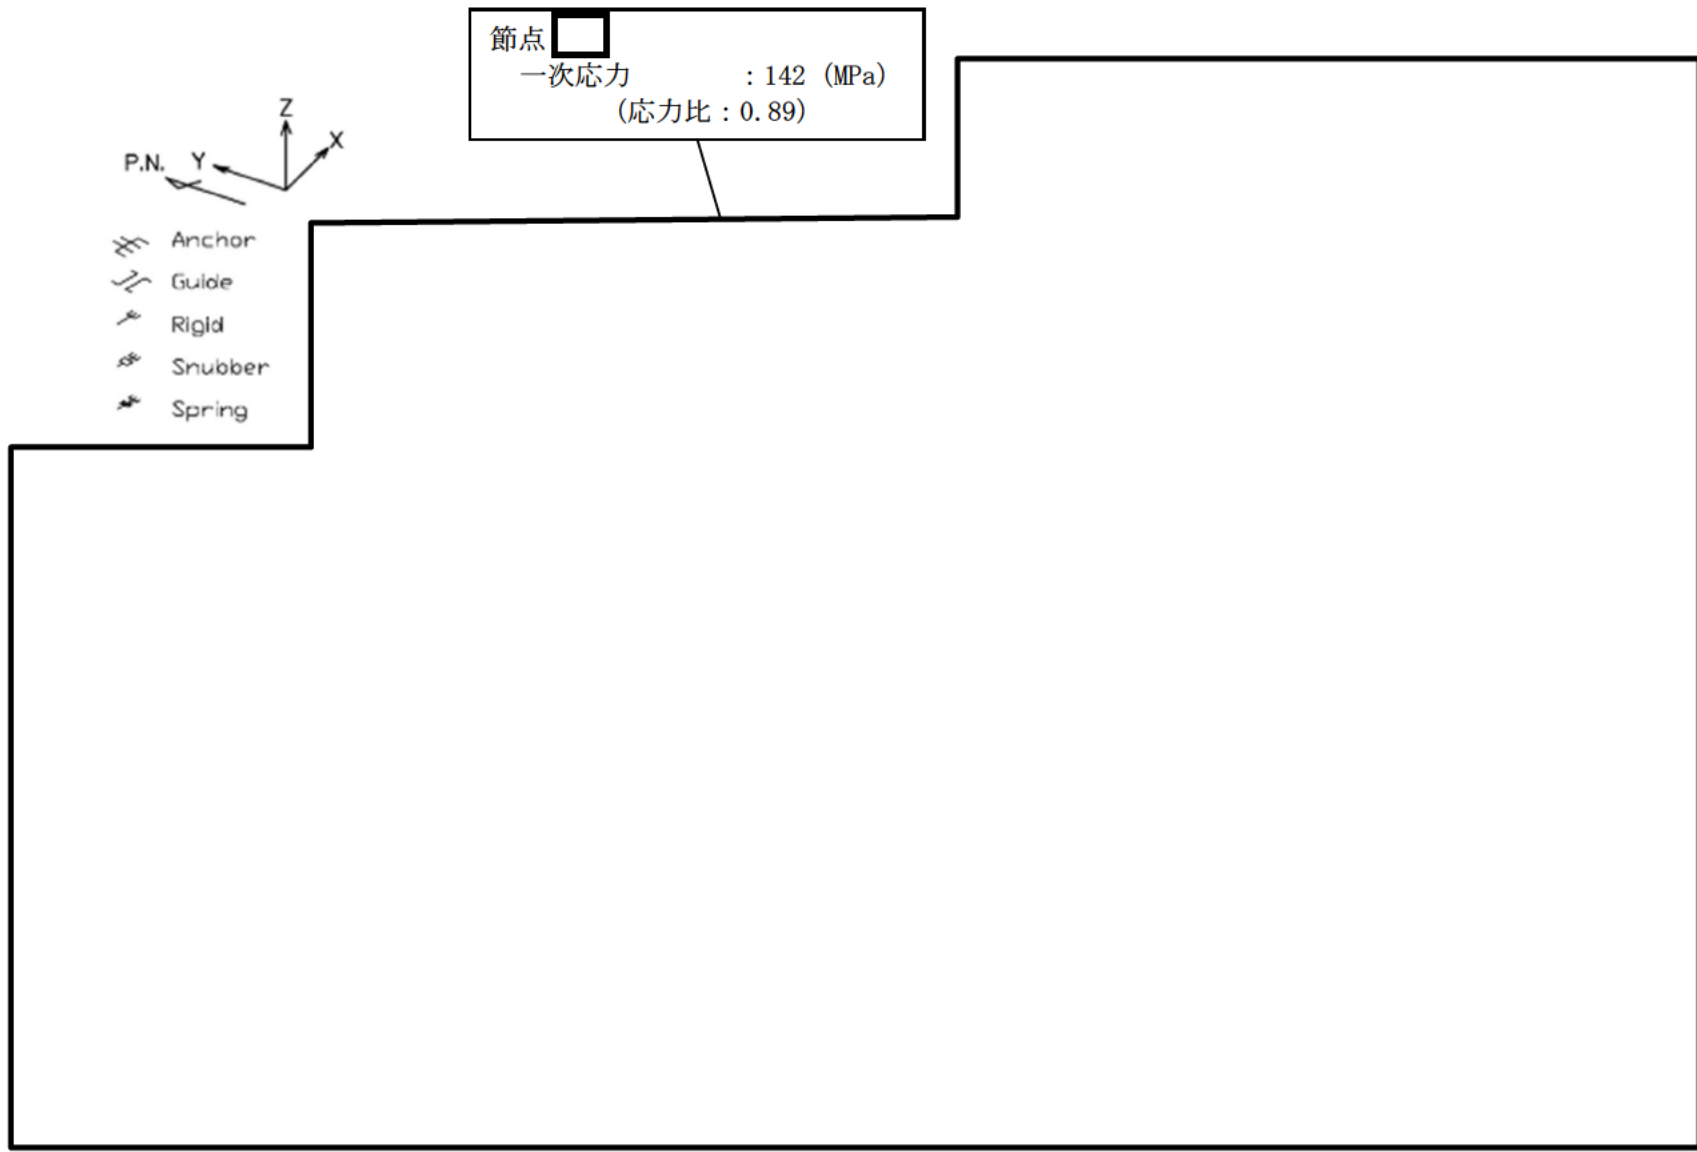 節点
一次応力 : 142 (MPa)
(応力比 : 0.89)
Z
X
P.N. Y
Anchor
Guide
Rigid
Snubber
Spring